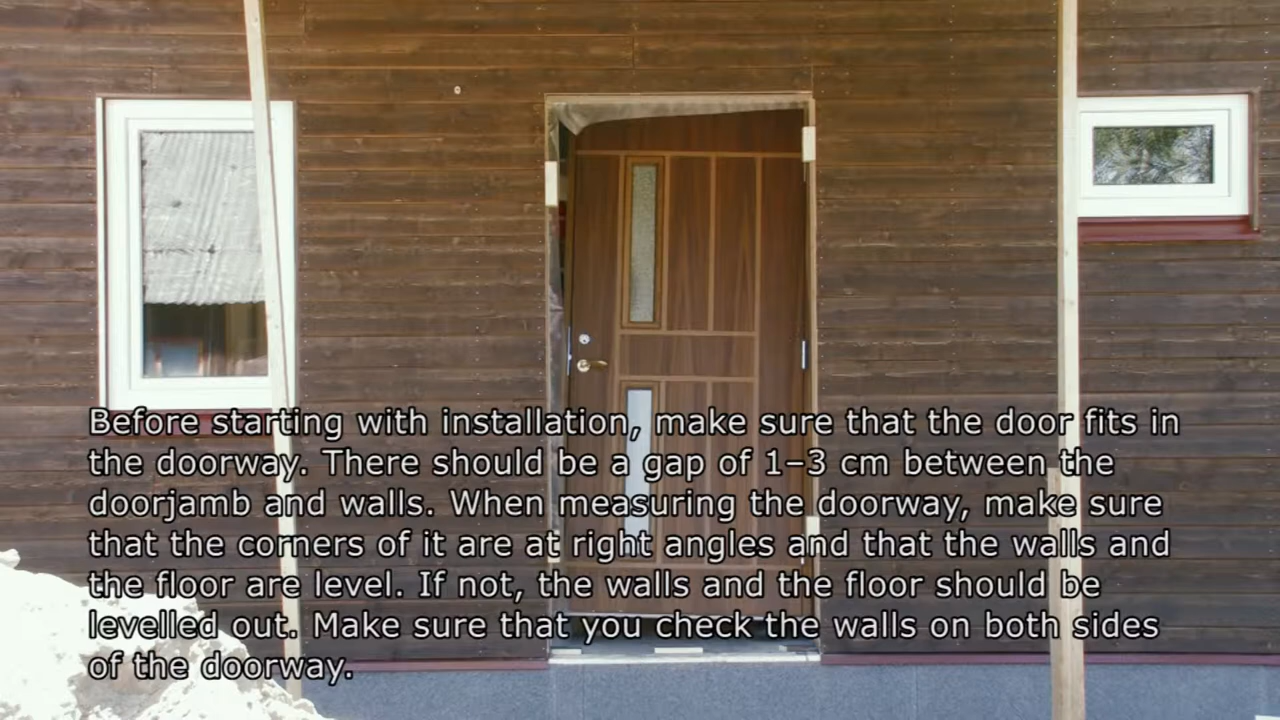 Before starting with installation, make sure that the door fits in
the doorway. There should be a gap of 1–3 cm between the
doorjamb and walls. When measuring the doorway, make sure
that the corners of it are at right angles and that the walls and
the floor are level. If not, the walls and the floor should be
levelled out. Make sure that you check the walls on both sides
of the doorway.